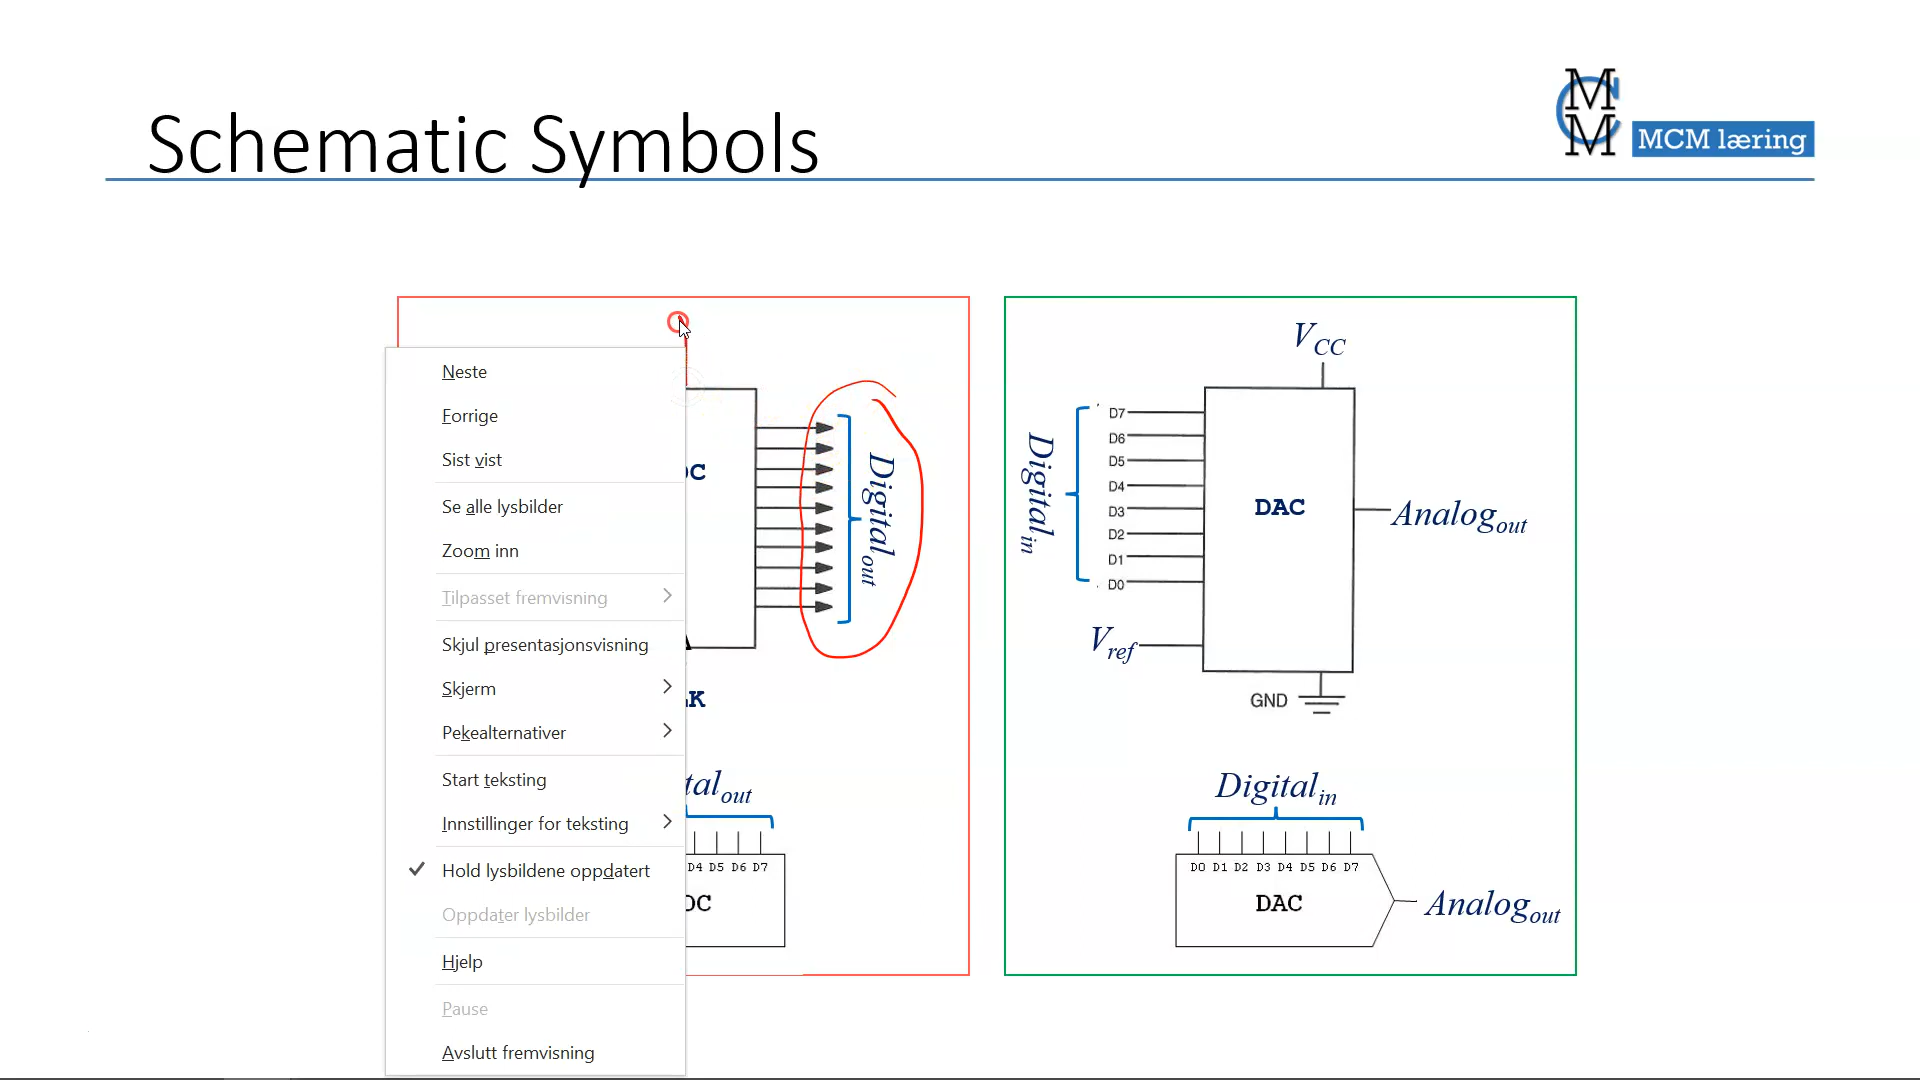 Schematic Symbols
MCM
MCM læring
Neste
Forrige
Sist vist
Se alle lysbilder
Zoom inn
Tilpasset fremvisning
Skjul presentasjonsvisning
Skjerm
Pekealternativer
Start teksting
Innstillinger for teksting
Hold lysbildene oppdatert
Oppdater lysbilder
Hjelp
Pause
Avslutt fremvisning
Digital out
tal out
D4 D5 D6 D7
V CC
Digital in
D7
D6
D5
D4
D3
D2
D1
D0
DAC
Analog out
V ref
GND
Digital in
D0 D1 D2 D3 D4 D5 D6 D7
DAC
Analog out